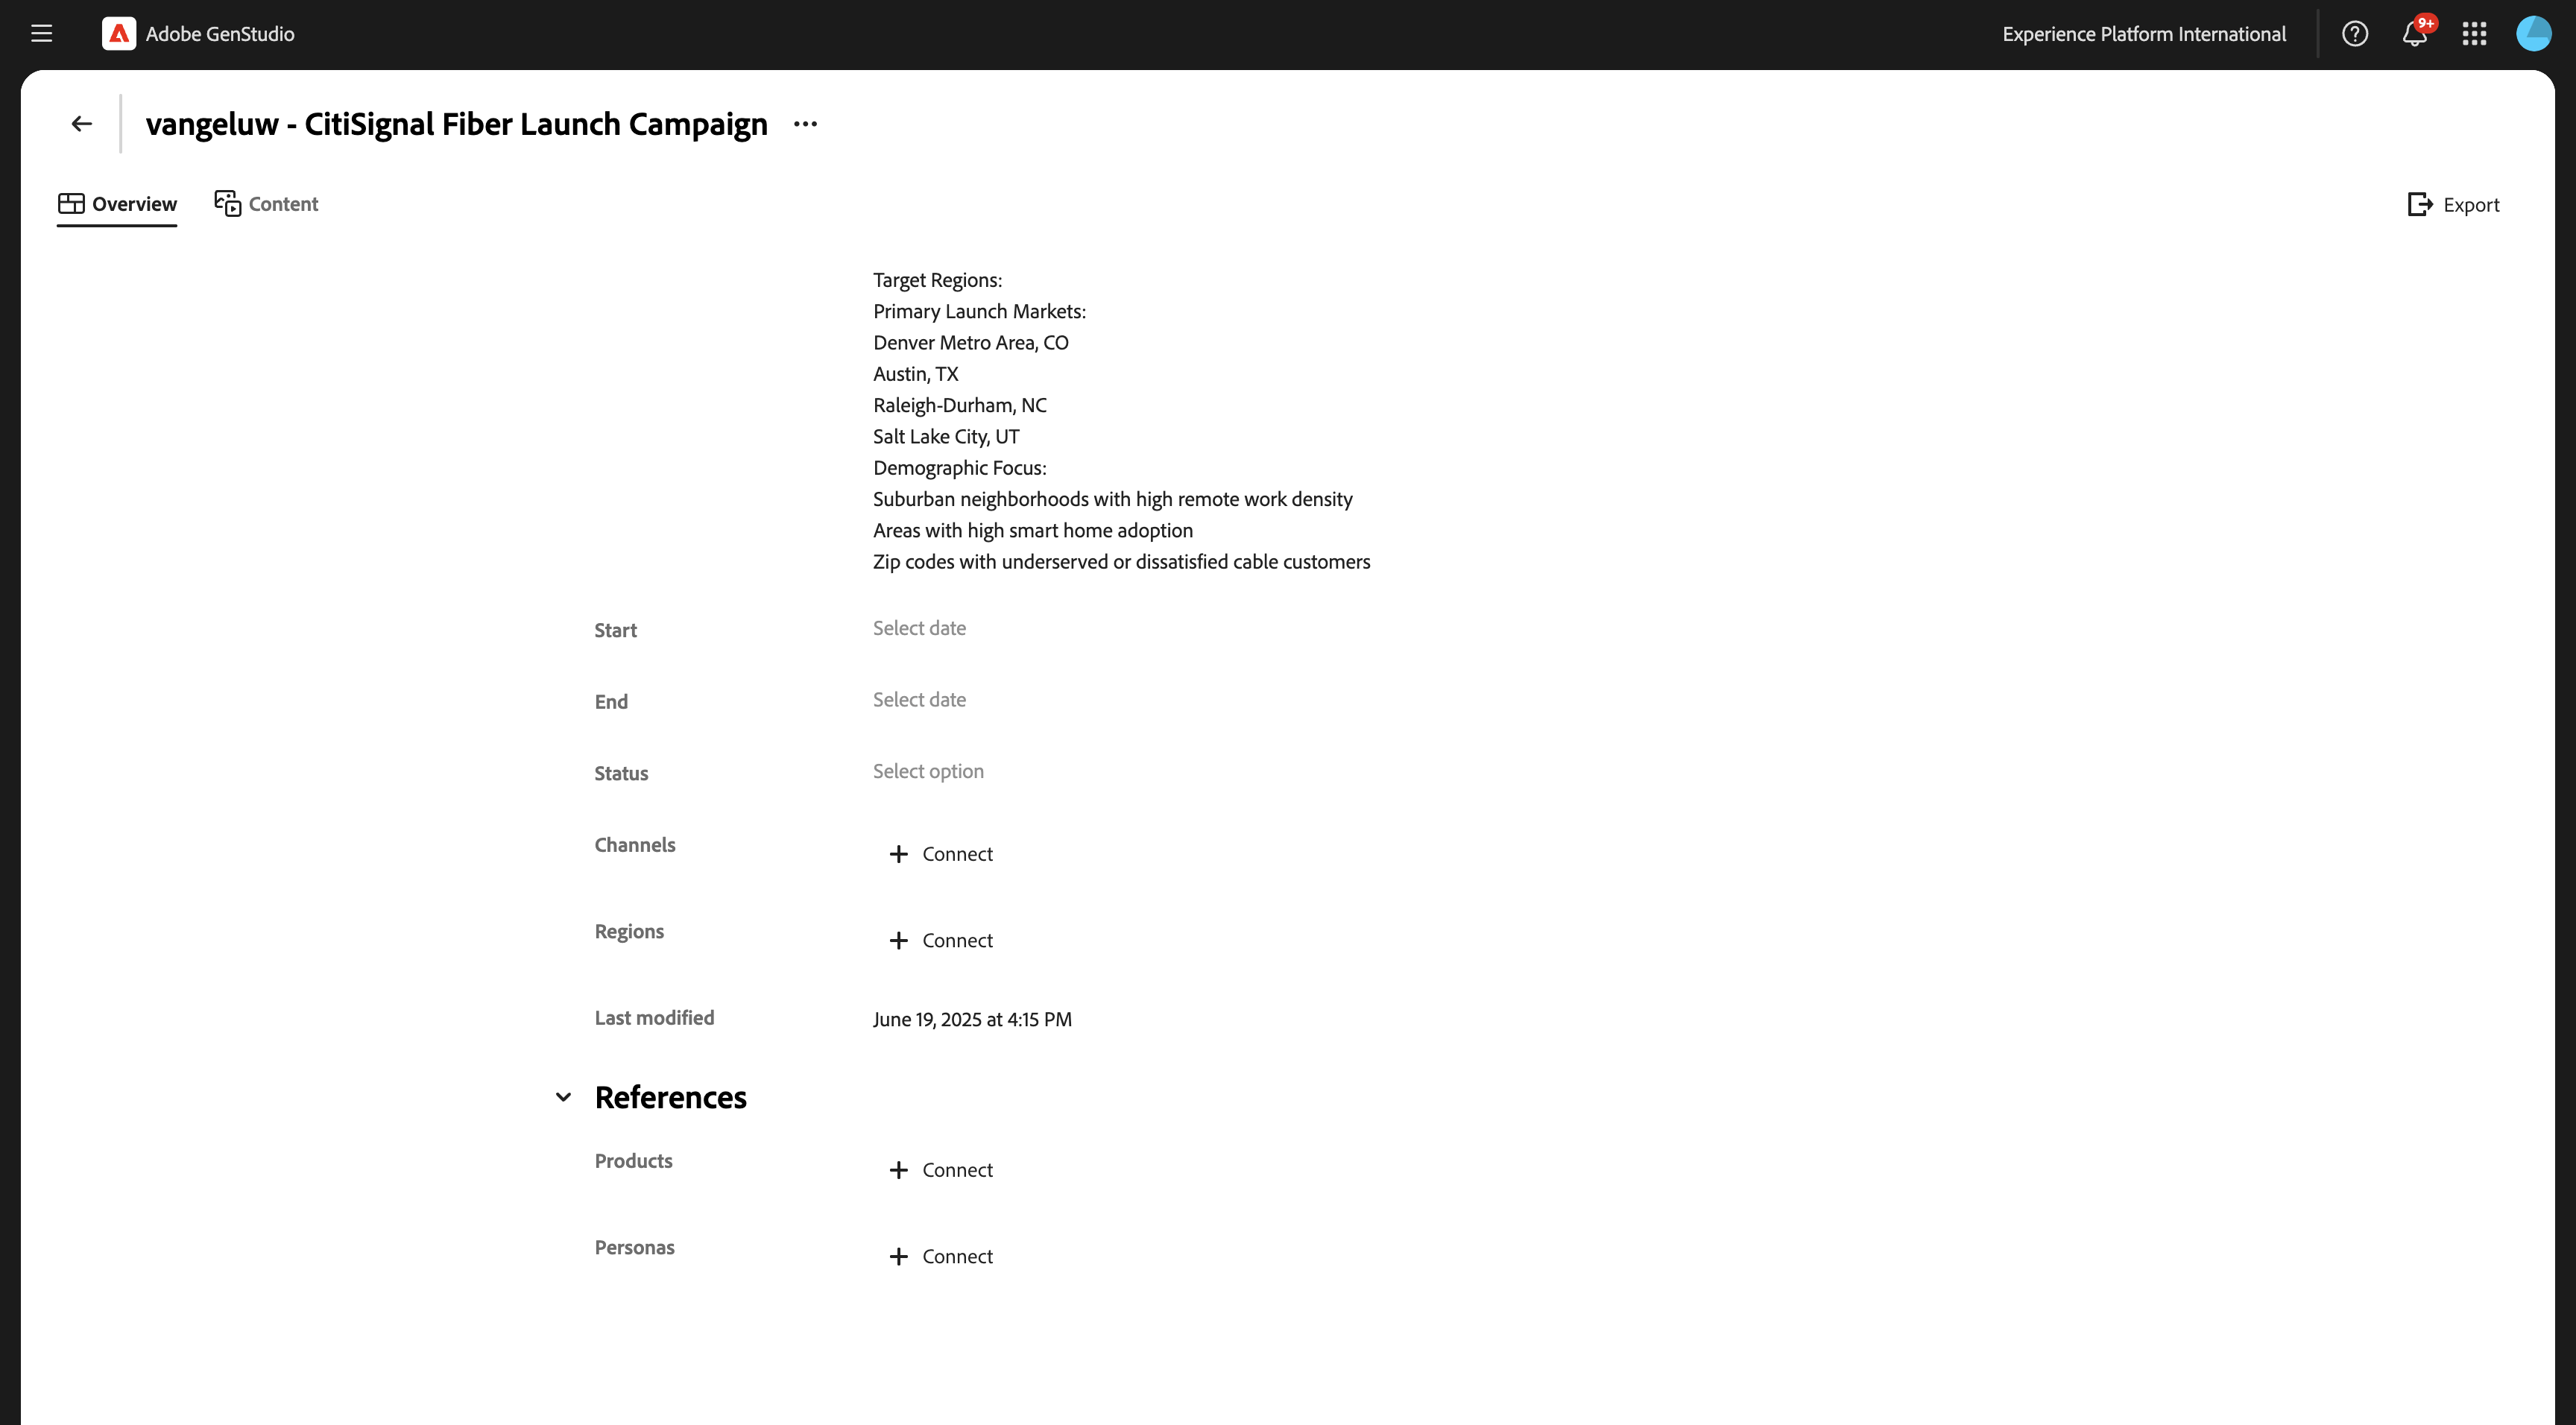 Adobe GenStudio
Experience Platform International
9+
vangeluw - CitiSignal Fiber Launch Campaign
Overview
Content
Export
Target Regions:
Primary Launch Markets:
Denver Metro Area, CO
Austin, TX
Raleigh-Durham, NC
Salt Lake City, UT
Demographic Focus:
Suburban neighborhoods with high remote work density
Areas with high smart home adoption
Zip codes with underserved or dissatisfied cable customers
Start Select date
End Select date
Status Select option
Channels + Connect
Regions + Connect
Last modified June 19, 2025 at 4:15 PM
References
Products + Connect
Personas + Connect